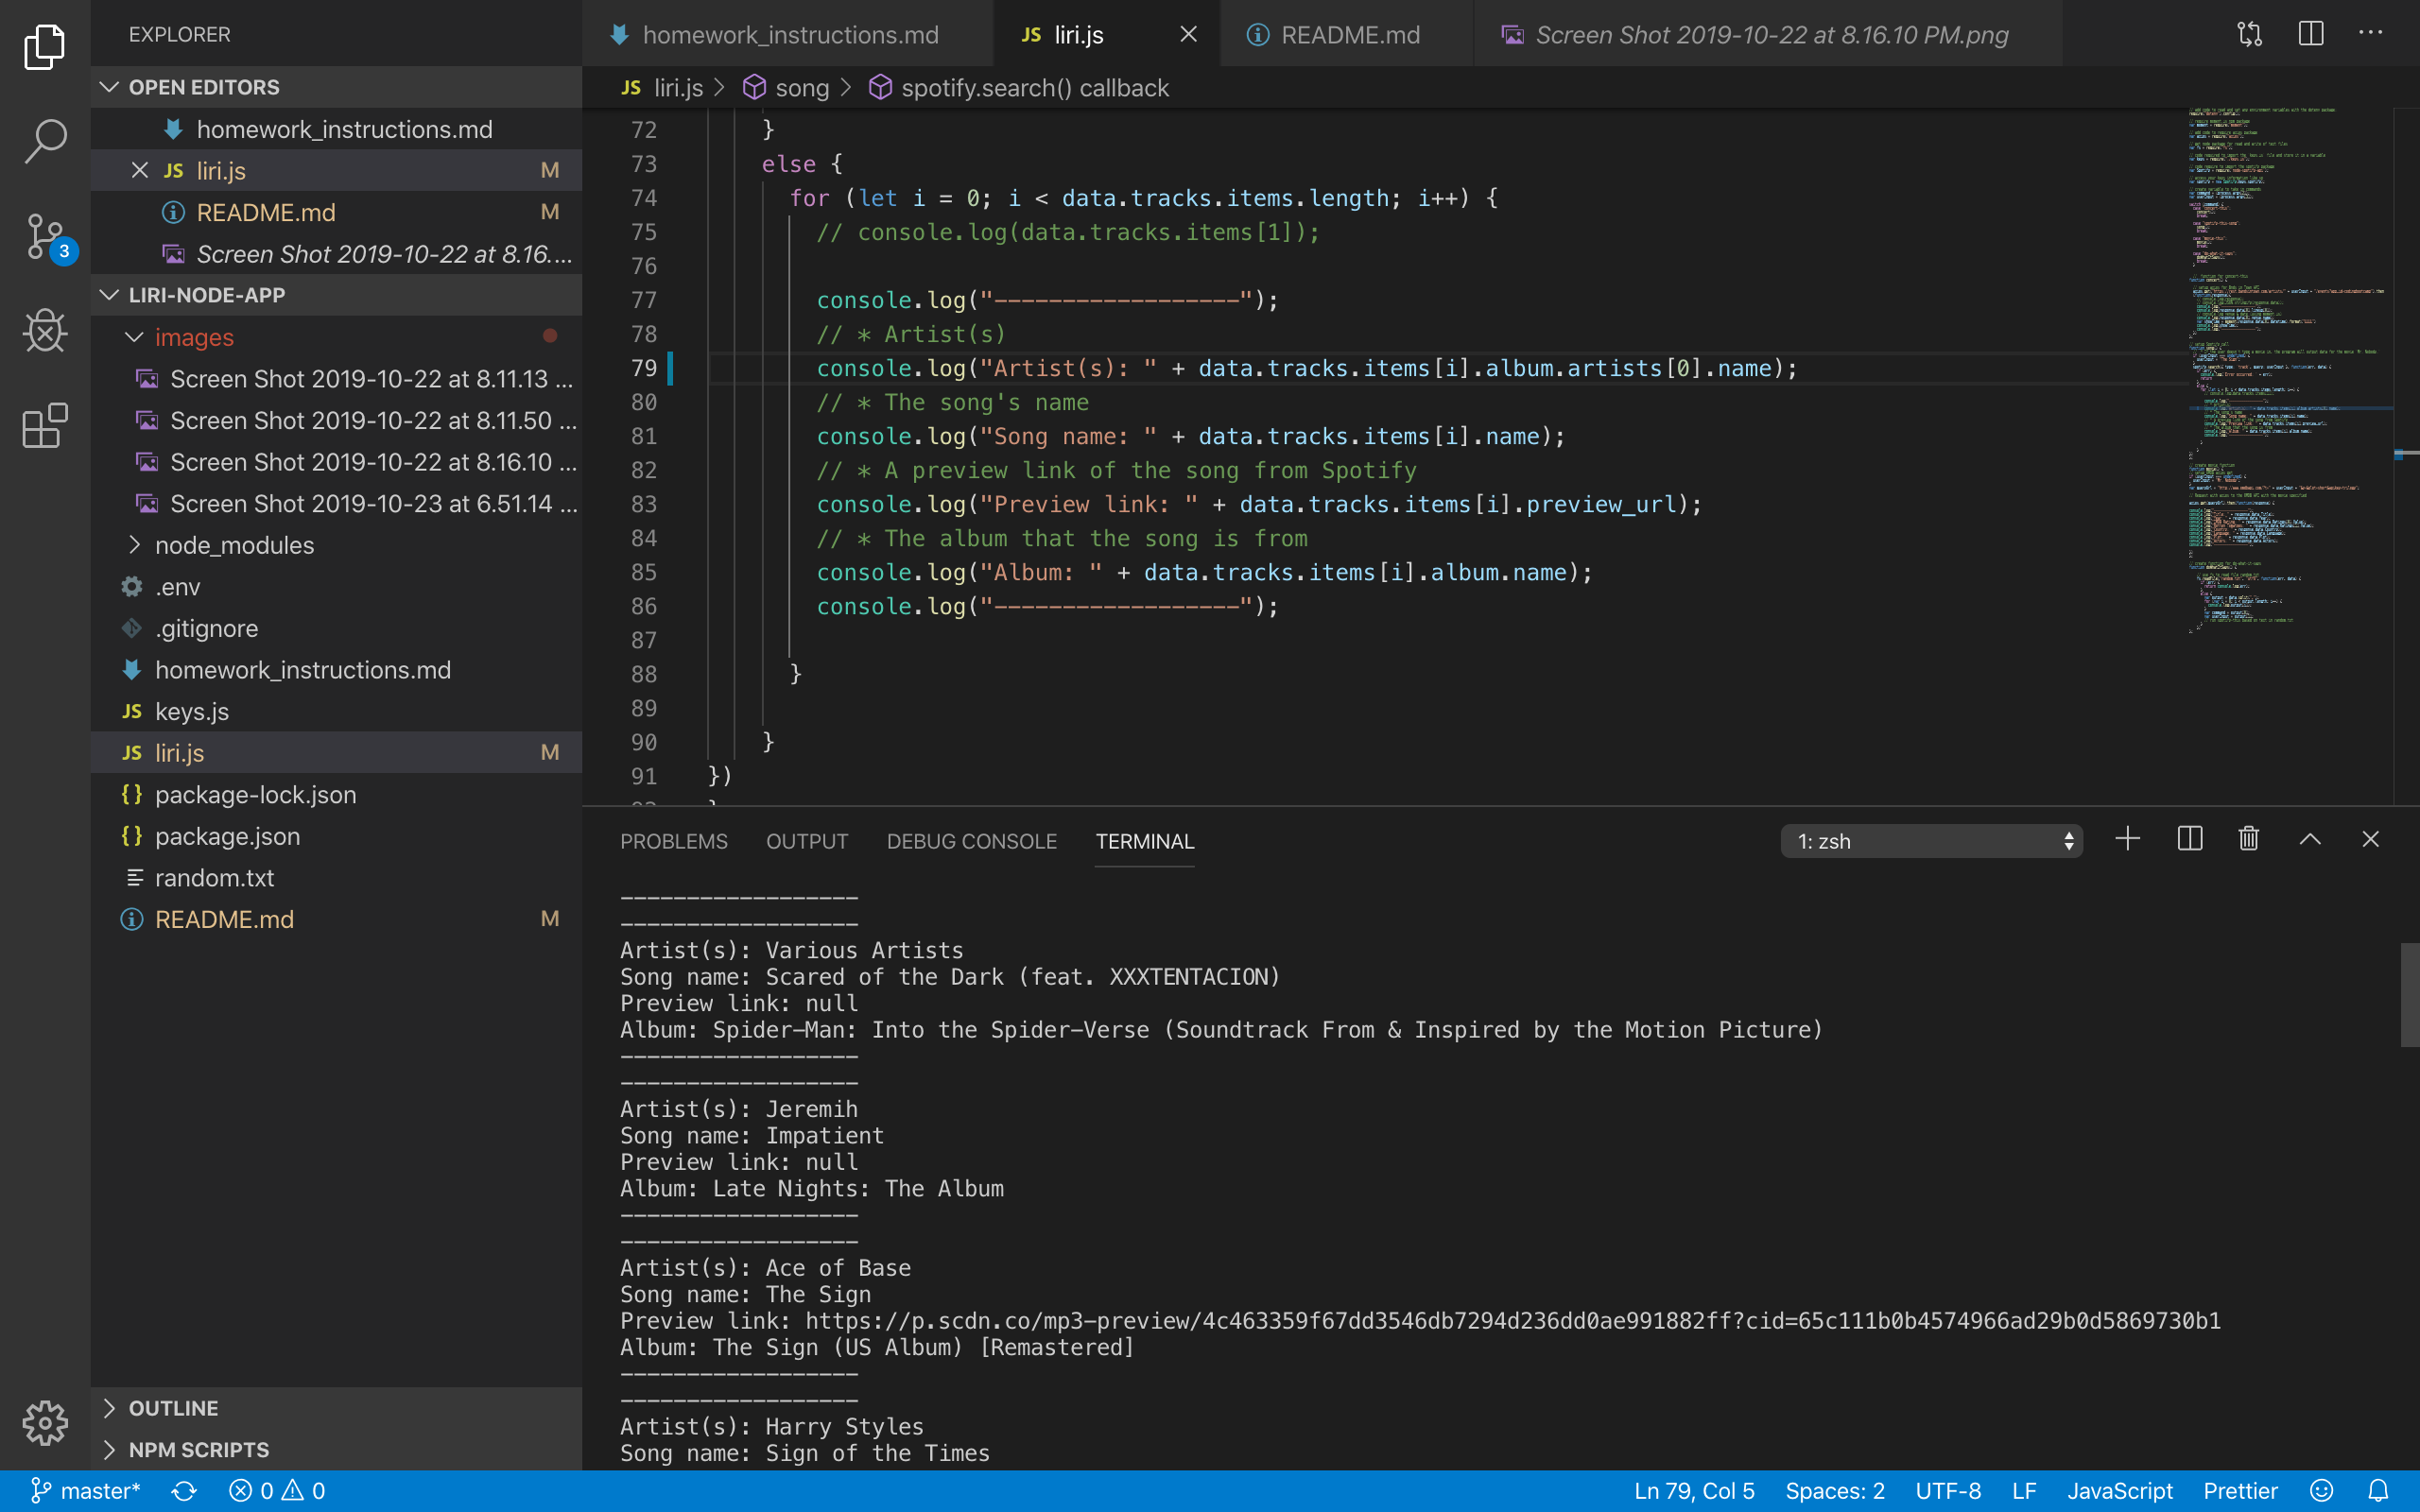 EXPLORER
OPEN EDITORS
homework_instructions.md
JS liri.js M
README.md M
Screen Shot 2019-10-22 at 8.16....
3
LIRI-NODE-APP
images
Screen Shot 2019-10-22 at 8.11.13 ...
Screen Shot 2019-10-22 at 8.11.50 ...
Screen Shot 2019-10-22 at 8.16.10 ...
Screen Shot 2019-10-23 at 6.51.14 ...
node_modules
.env
.gitignore
homework_instructions.md
JS keys.js
JS liri.js M
{} package-lock.json
{} package.json
random.txt
README.md M
OUTLINE
NPM SCRIPTS
homework_instructions.md JS liri.js README.md Screen Shot 2019-10-22 at 8.16.10 PM.png
JS liri.js > song > spotify.search() callback
72 }
73 else {
74 for (let i = 0; i < data.tracks.items.length; i++) {
75 // console.log(data.tracks.items[1]);
76
77 console.log("------------------");
78 // * Artist(s)
79 console.log("Artist(s): " + data.tracks.items[i].album.artists[0].name);
80 // * The song's name
81 console.log("Song name: " + data.tracks.items[i].name);
82 // * A preview link of the song from Spotify
83 console.log("Preview link: " + data.tracks.items[i].preview_url);
84 // * The album that the song is from
85 console.log("Album: " + data.tracks.items[i].album.name);
86 console.log("------------------");
87
88 }
89
90 }
91 })
PROBLEMS OUTPUT DEBUG CONSOLE TERMINAL 1: zsh
------------------
------------------
Artist(s): Various Artists
Song name: Scared of the Dark (feat. XXXTENTACION)
Preview link: null
Album: Spider-Man: Into the Spider-Verse (Soundtrack From & Inspired by the Motion Picture)
------------------
------------------
Artist(s): Jeremih
Song name: Impatient
Preview link: null
Album: Late Nights: The Album
------------------
------------------
Artist(s): Ace of Base
Song name: The Sign
Preview link: https://p.scdn.co/mp3-preview/4c463359f67dd3546db7294d236dd0ae991882ff?cid=65c111b0b4574966ad29b0d5869730b1
Album: The Sign (US Album) [Remastered]
------------------
------------------
Artist(s): Harry Styles
Song name: Sign of the Times
master* 0 0 Ln 79, Col 5 Spaces: 2 UTF-8 LF JavaScript Prettier